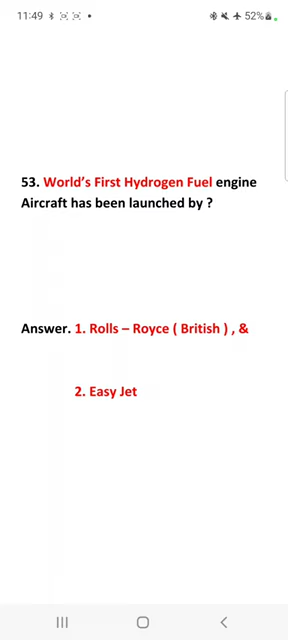 11:49
52%
53. World's First Hydrogen Fuel engine
Aircraft has been launched by ?
Answer. 1. Rolls – Royce ( British ) , &
2. Easy Jet